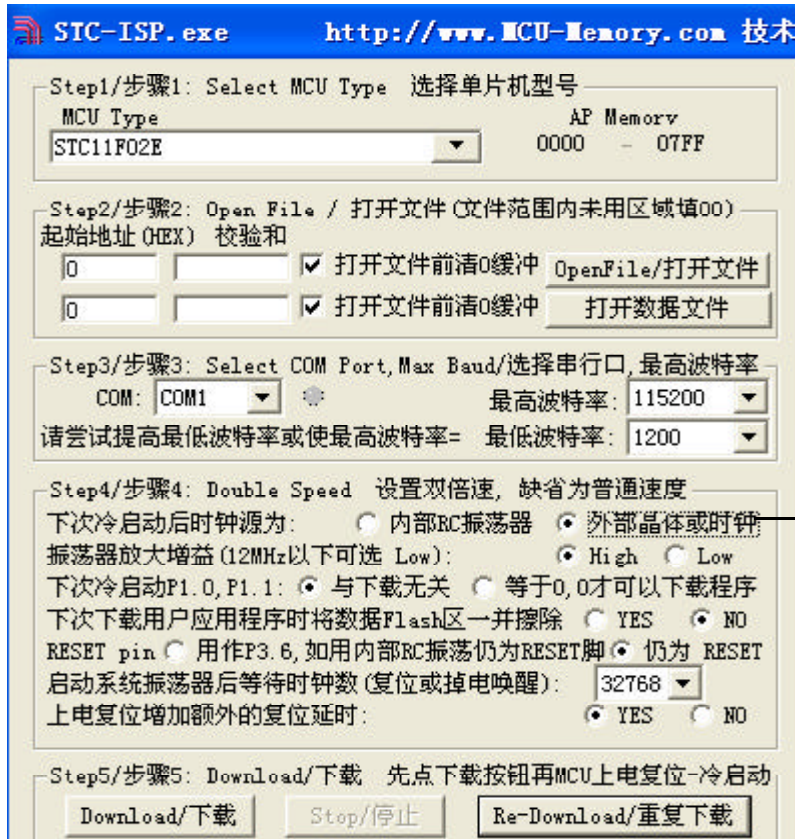 STC-ISP.exe http://www.MCU-Memory.com 技术
Step1/步骤1: Select MCU Type 选择单片机型号
MCU Type AP Memory
STC11F02E 0000 - 07FF
Step2/步骤2: Open File / 打开文件(文件范围内未用区域填00)
起始地址(HEX) 校验和
0 打开文件前清0缓冲 OpenFile/打开文件
0 打开文件前清0缓冲 打开数据文件
Step3/步骤3: Select COM Port,Max Baud/选择串行口,最高波特率
COM: COM1 最高波特率: 115200
请尝试提高最低波特率或使最高波特率= 最低波特率: 1200
Step4/步骤4: Double Speed 设置双倍速, 缺省为普通速度
下次冷启动后时钟源为: 内部RC振荡器 外部晶体或时钟
振荡器放大增益(12MHz以下可选 Low): High Low
下次冷启动P1.0,P1.1: 与下载无关 等于0,0才可以下载程序
下次下载用户应用程序时将数据Flash区一并擦除 YES NO
RESET pin 用作P3.6,如用内部RC振荡仍为RESET脚 仍为 RESET
启动系统振荡器后等待时钟数(复位或掉电唤醒): 32768
上电复位增加额外的复位延时: YES NO
Step5/步骤5: Download/下载 先点下载按钮再MCU上电复位-冷启动
Download/下载 Stop/停止 Re-Download/重复下载